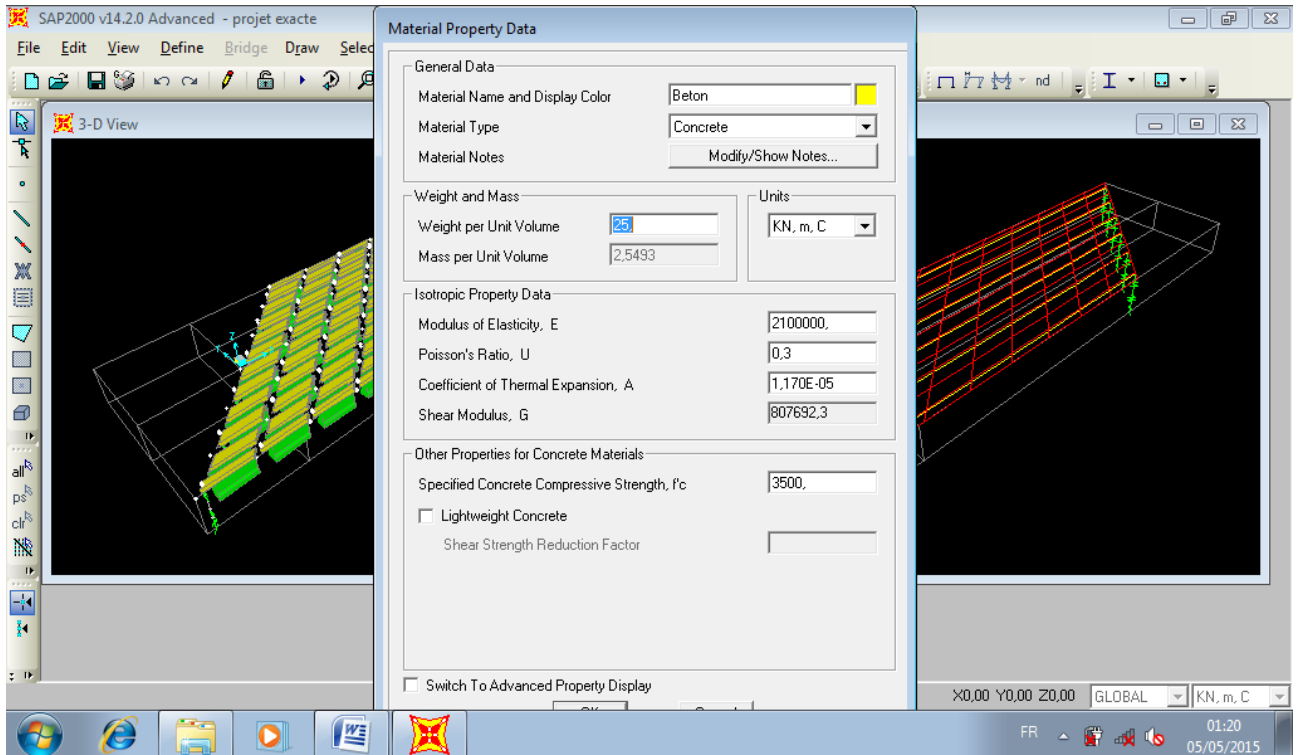 SAP2000 v14.2.0 Advanced - projet exacte
File Edit View Define Bridge Draw Selec
nd
3-D View
Material Property Data
General Data
Material Name and Display Color Beton
Material Type Concrete
Material Notes Modify/Show Notes...
Weight and Mass
Weight per Unit Volume 25,
Mass per Unit Volume 2,5493
Units
KN, m, C
Isotropic Property Data
Modulus of Elasticity, E 2100000,
Poisson's Ratio, U 0,3
Coefficient of Thermal Expansion, A 1,170E-05
Shear Modulus, G 807692,3
Other Properties for Concrete Materials
Specified Concrete Compressive Strength, f'c 3500,
Lightweight Concrete
Shear Strength Reduction Factor
Switch To Advanced Property Display
all
ps
clr
X0,00 Y0,00 Z0,00 GLOBAL KN, m, C
FR
01:20
05/05/2015